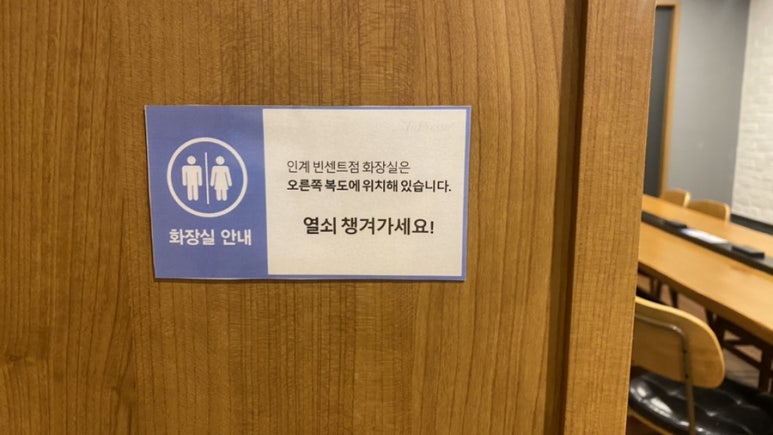 화장실 안내
인계 빈센트점 화장실은
오른쪽 복도에 위치해 있습니다.
열쇠 챙겨가세요!